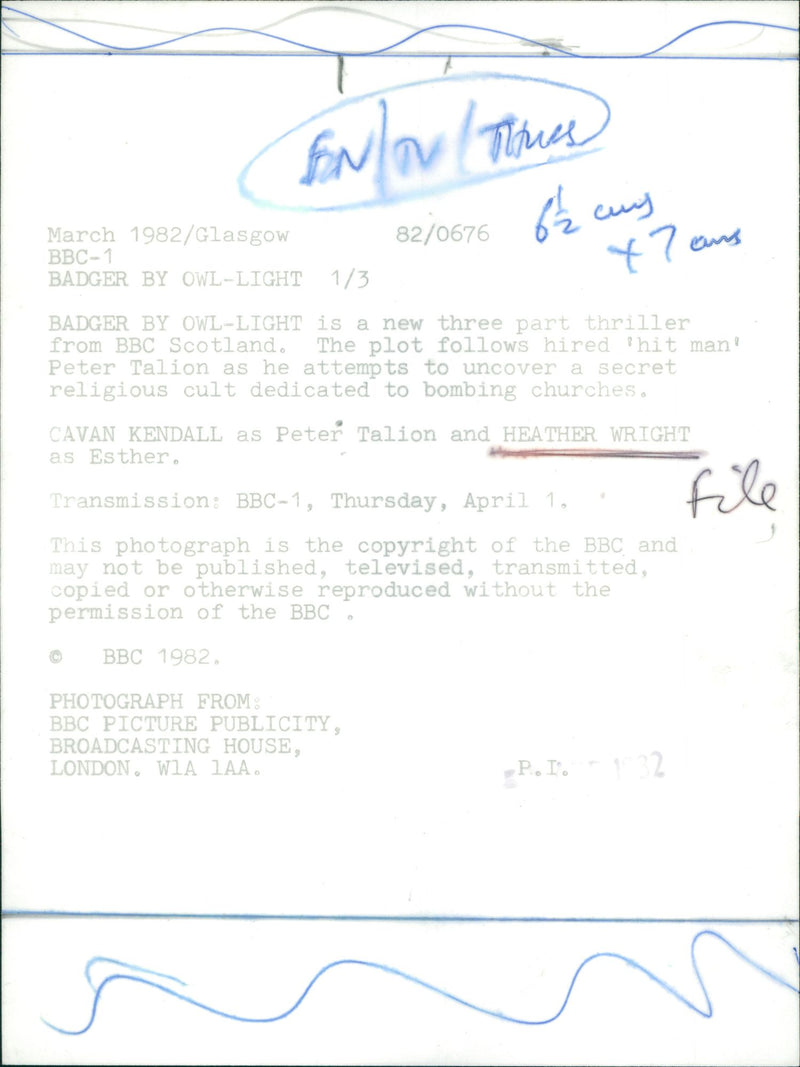 TV / Times
6½ cms
+ 7 cms
March 1982/Glasgow 82/0676
BBC-1
BADGER BY OWL-LIGHT 1/3
BADGER BY OWL-LIGHT is a new three part thriller
from BBC Scotland. The plot follows hired 'hit man'
Peter Talion as he attempts to uncover a secret
religious cult dedicated to bombing churches.
CAVAN KENDALL as Peter Talion and HEATHER WRIGHT
as Esther.
File
Transmission: BBC-1, Thursday, April 1.
This photograph is the copyright of the BBC and
may not be published, televised, transmitted,
copied or otherwise reproduced without the
permission of the BBC .
© BBC 1982.
PHOTOGRAPH FROM:
BBC PICTURE PUBLICITY,
BROADCASTING HOUSE,
LONDON. W1A 1AA. P.I. 1982